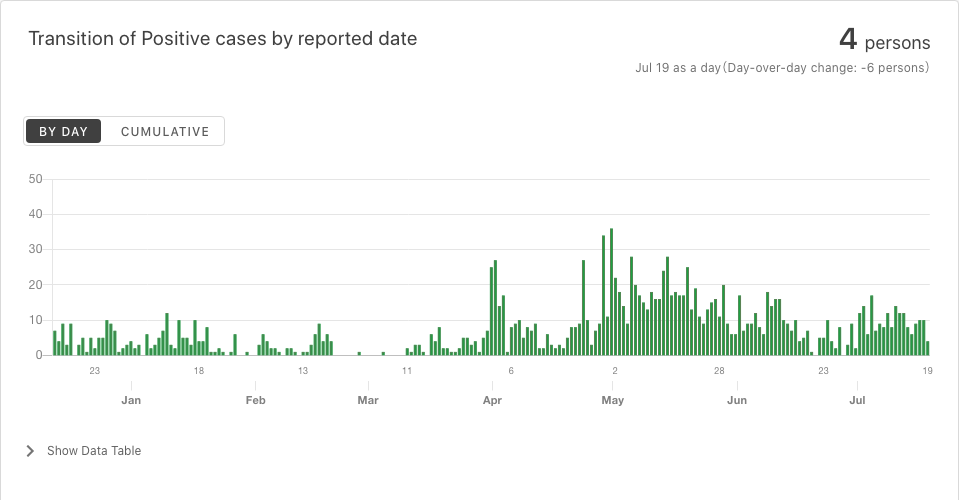 Transition of Positive cases by reported date
4 persons
Jul 19 as a day(Day-over-day change: -6 persons)
BY DAY CUMULATIVE
50
40
30
20
10
0
23 18 13 11 6 2 28 23 19
Jan Feb Mar Apr May Jun Jul
Show Data Table